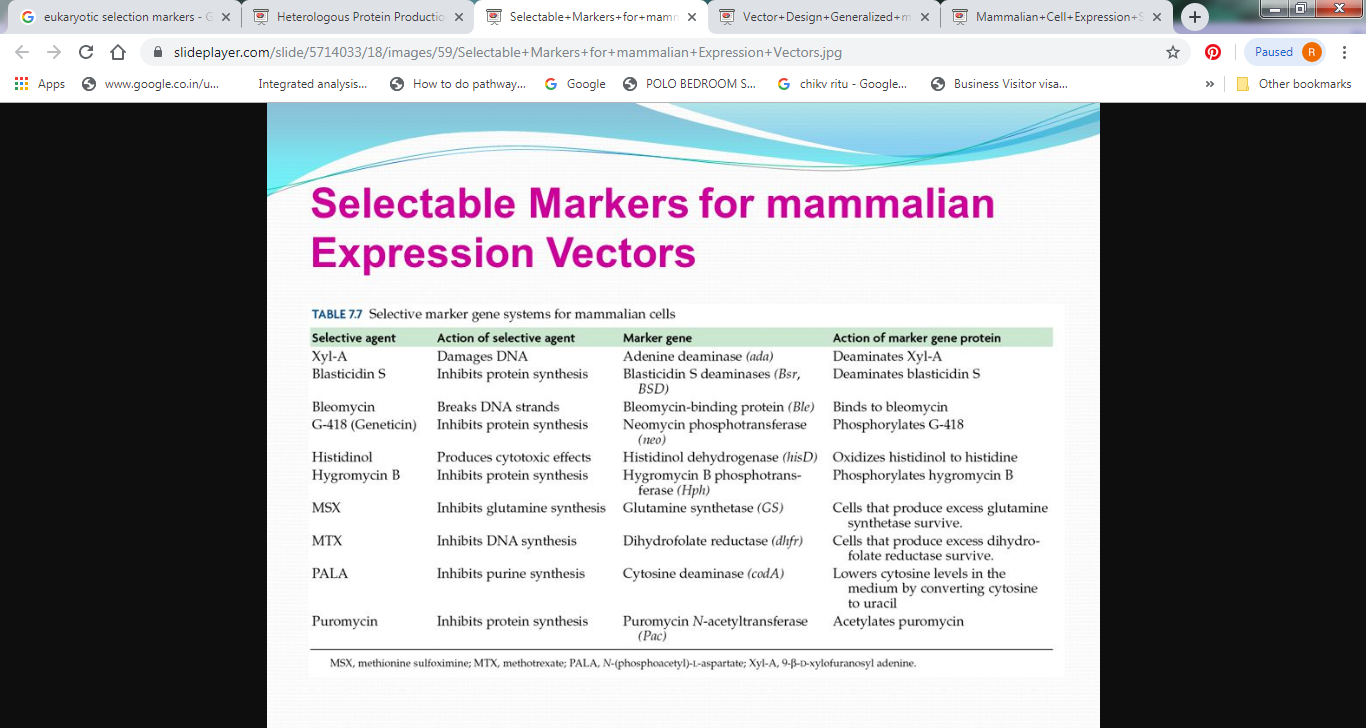 eukaryotic selection markers - G
Heterologous Protein Productio
Selectable+Markers+for+mamm
Vector+Design+Generalized+m
Mammalian+Cell+Expression+S
slideplayer.com/slide/5714033/18/images/59/Selectable+Markers+for+mammalian+Expression+Vectors.jpg
Paused R
Apps www.google.co.in/u... Integrated analysis... How to do pathway... Google POLO BEDROOM S... chikv ritu - Google... Business Visitor visa... » Other bookmarks
Selectable Markers for mammalian
Expression Vectors
TABLE 7.7 Selective marker gene systems for mammalian cells
Selective agent Action of selective agent Marker gene Action of marker gene protein
Xyl-A Damages DNA Adenine deaminase (ada) Deaminates Xyl-A
Blasticidin S Inhibits protein synthesis Blasticidin S deaminases (Bsr, Deaminates blasticidin S
BSD)
Bleomycin Breaks DNA strands Bleomycin-binding protein (Ble) Binds to bleomycin
G-418 (Geneticin) Inhibits protein synthesis Neomycin phosphotransferase Phosphorylates G-418
(neo)
Histidinol Produces cytotoxic effects Histidinol dehydrogenase (hisD) Oxidizes histidinol to histidine
Hygromycin B Inhibits protein synthesis Hygromycin B phosphotrans- Phosphorylates hygromycin B
ferase (Hph)
MSX Inhibits glutamine synthesis Glutamine synthetase (GS) Cells that produce excess glutamine
synthetase survive.
MTX Inhibits DNA synthesis Dihydrofolate reductase (dhfr) Cells that produce excess dihydro-
folate reductase survive.
PALA Inhibits purine synthesis Cytosine deaminase (codA) Lowers cytosine levels in the
medium by converting cytosine
to uracil
Puromycin Inhibits protein synthesis Puromycin N-acetyltransferase Acetylates puromycin
(Pac)
MSX, methionine sulfoximine; MTX, methotrexate; PALA, N-(phosphoacetyl)-L-aspartate; Xyl-A, 9-β-D-xylofuranosyl adenine.